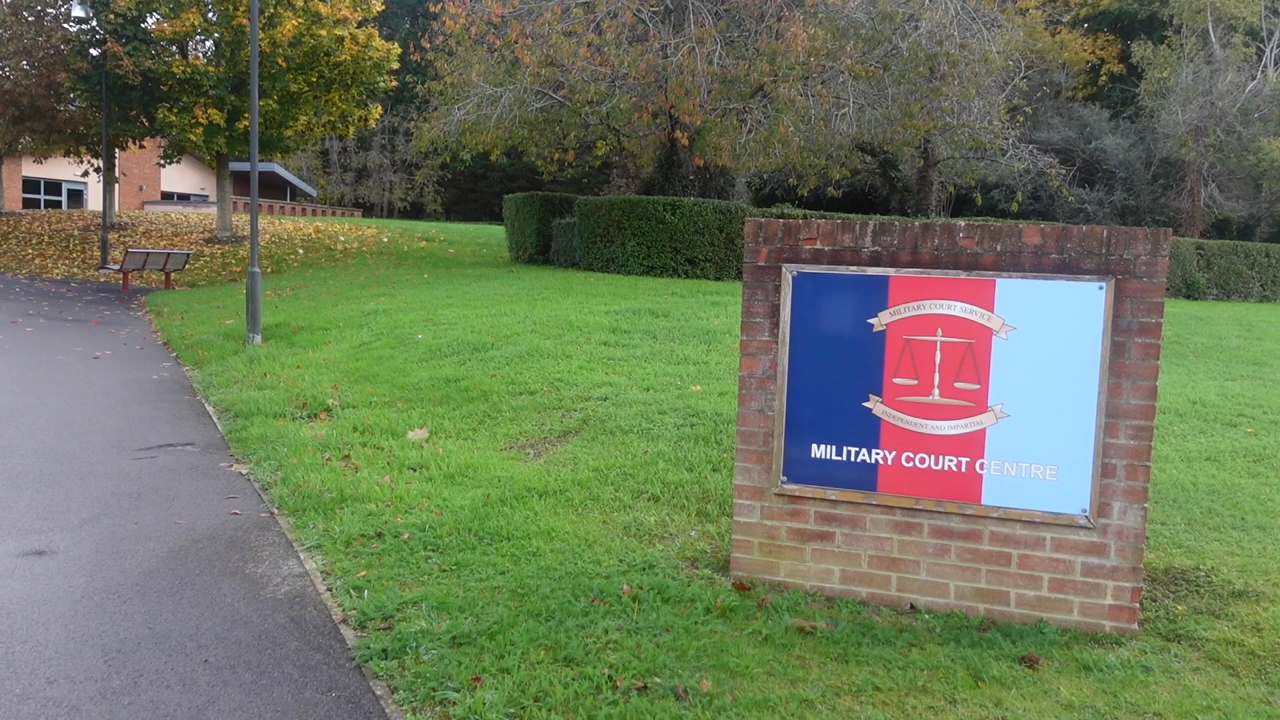 MILITARY COURT SERVICE
INDEPENDENT AND IMPARTIAL
MILITARY COURT CENTRE